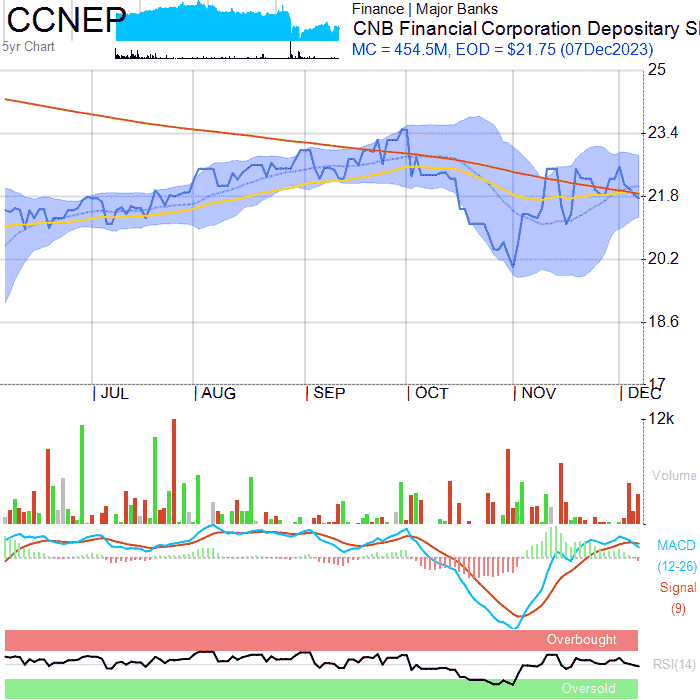 CCNEP
Finance | Major Banks
CNB Financial Corporation Depositary S
5yr Chart
MC = 454.5M, EOD = $21.75 (07Dec2023)
25
23.4
21.8
20.2
18.6
17
JUL AUG SEP OCT NOV DEC
12k
Volume
MACD
(12-26)
Signal
(9)
Overbought
RSI(14)
Oversold